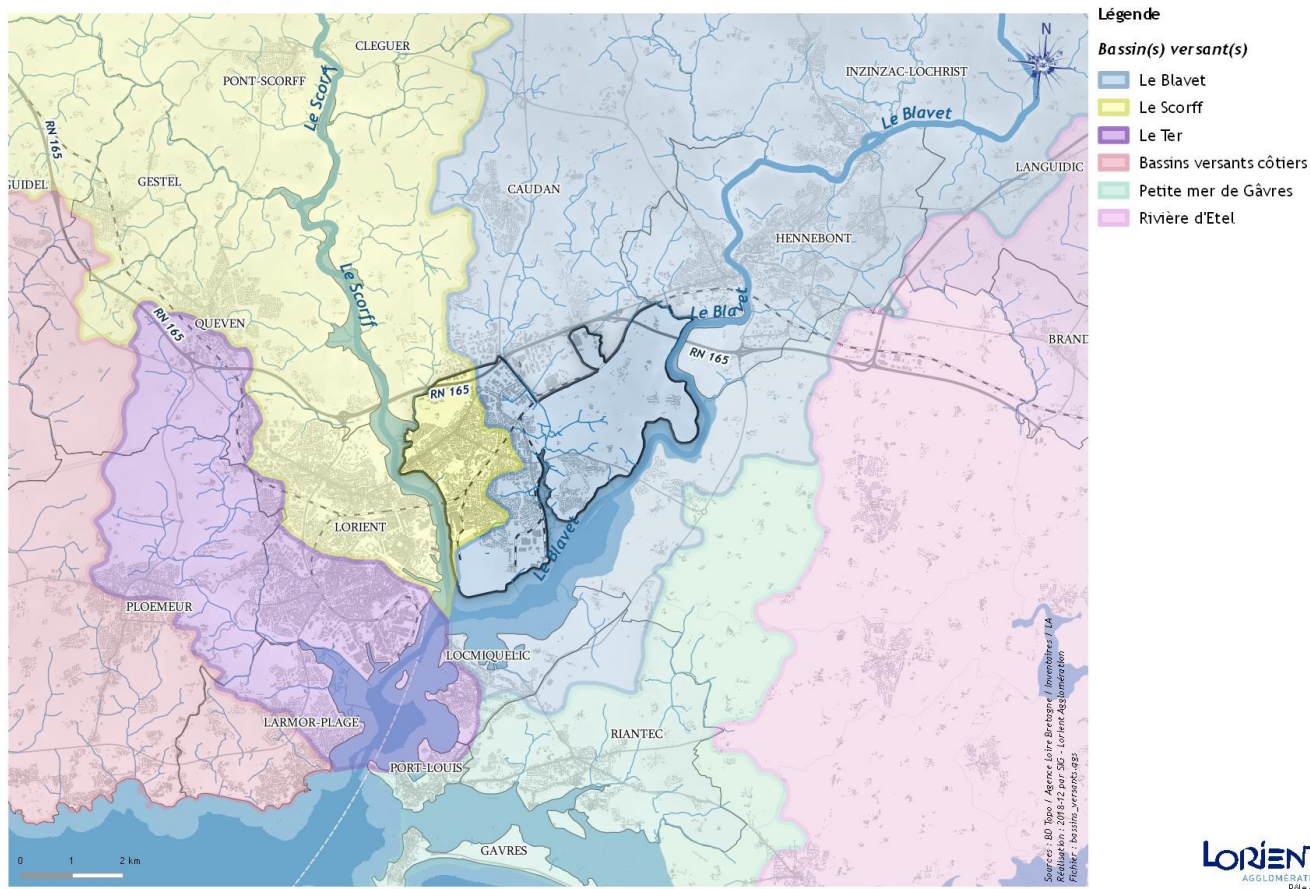 Légende
Bassin(s) versant(s)
Le Blavet
Le Scorff
Le Ter
Bassins versants côtiers
Petite mer de Gâvres
Rivière d'Etel
N
CLEGUER
PONT-SCORFF
INZINZAC-LOCHRIST
Le Scorff
Le Blavet
RN 165
LANGUIDIC
GUIDEL
GESTEL
CAUDAN
HENNEBONT
Le Scorff
Le Blavet
RN 165
QUEVEN
RN 165
BRAND
RN 165
LORIENT
Le Blavet
PLOEMEUR
LOCMIQUELIC
LARMOR-PLAGE
RIANTEC
PORT-LOUIS
GAVRES
0 1 2 km
Sources : BD Topo / Agence Loire Bretagne / Inventaires / LA
Réalisation : 2018-12 par SIG - Lorient Agglomération
Fichier : bassins_versants.qgs
LORIENT
AGGLOMÉRATI